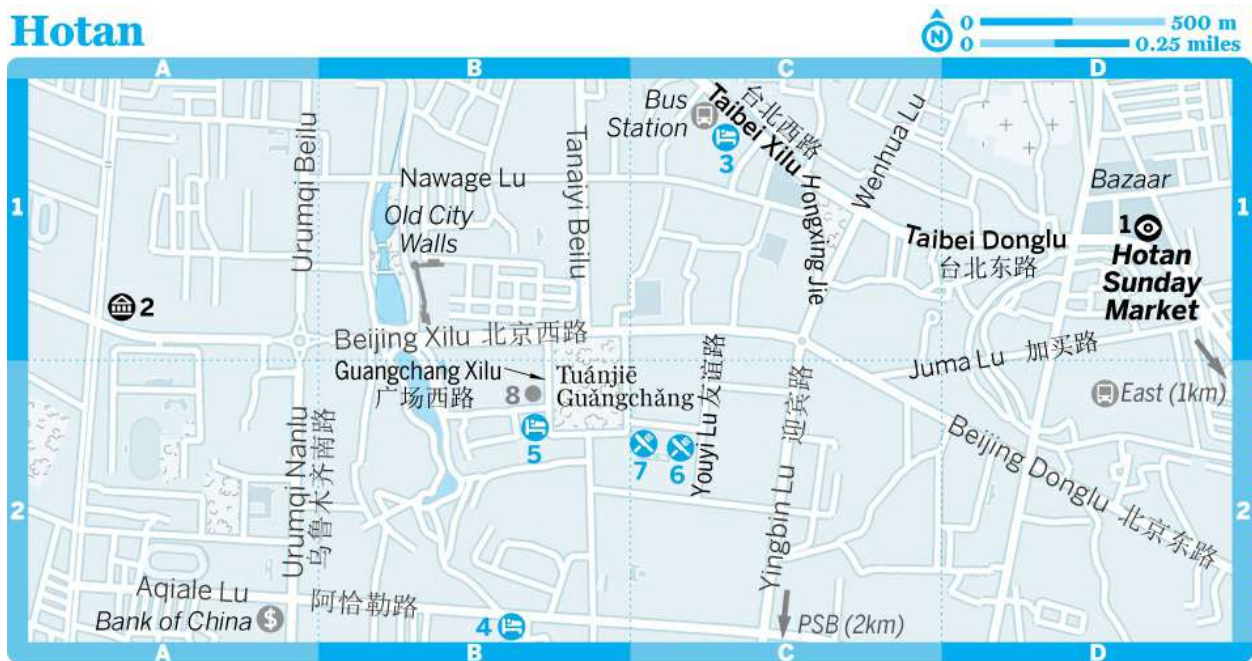 Hotan
0 500 m
0 0.25 miles
N
A B C D
1
1
2
2
Bus
Station
Taibei Xilu
台北西路
3
Wenhua Lu
Urumqi Beilu
Tanaiyi Beilu
Nawage Lu
Old City
Walls
Hongxing Jie
Bazaar
1
Hotan
Sunday
Market
Taibei Donglu
台北东路
2
Beijing Xilu 北京西路
Guangchang Xilu
广场西路
8
Tuánjiē
Guǎngchǎng
Youyi Lu 友谊路
Yingbin Lu 迎宾路
Juma Lu 加买路
East (1km)
Beijing Donglu 北京东路
5
7
6
Urumqi Nanlu
乌鲁木齐南路
Aqiale Lu 阿恰勒路
Bank of China $
4
PSB (2km)
A B C D